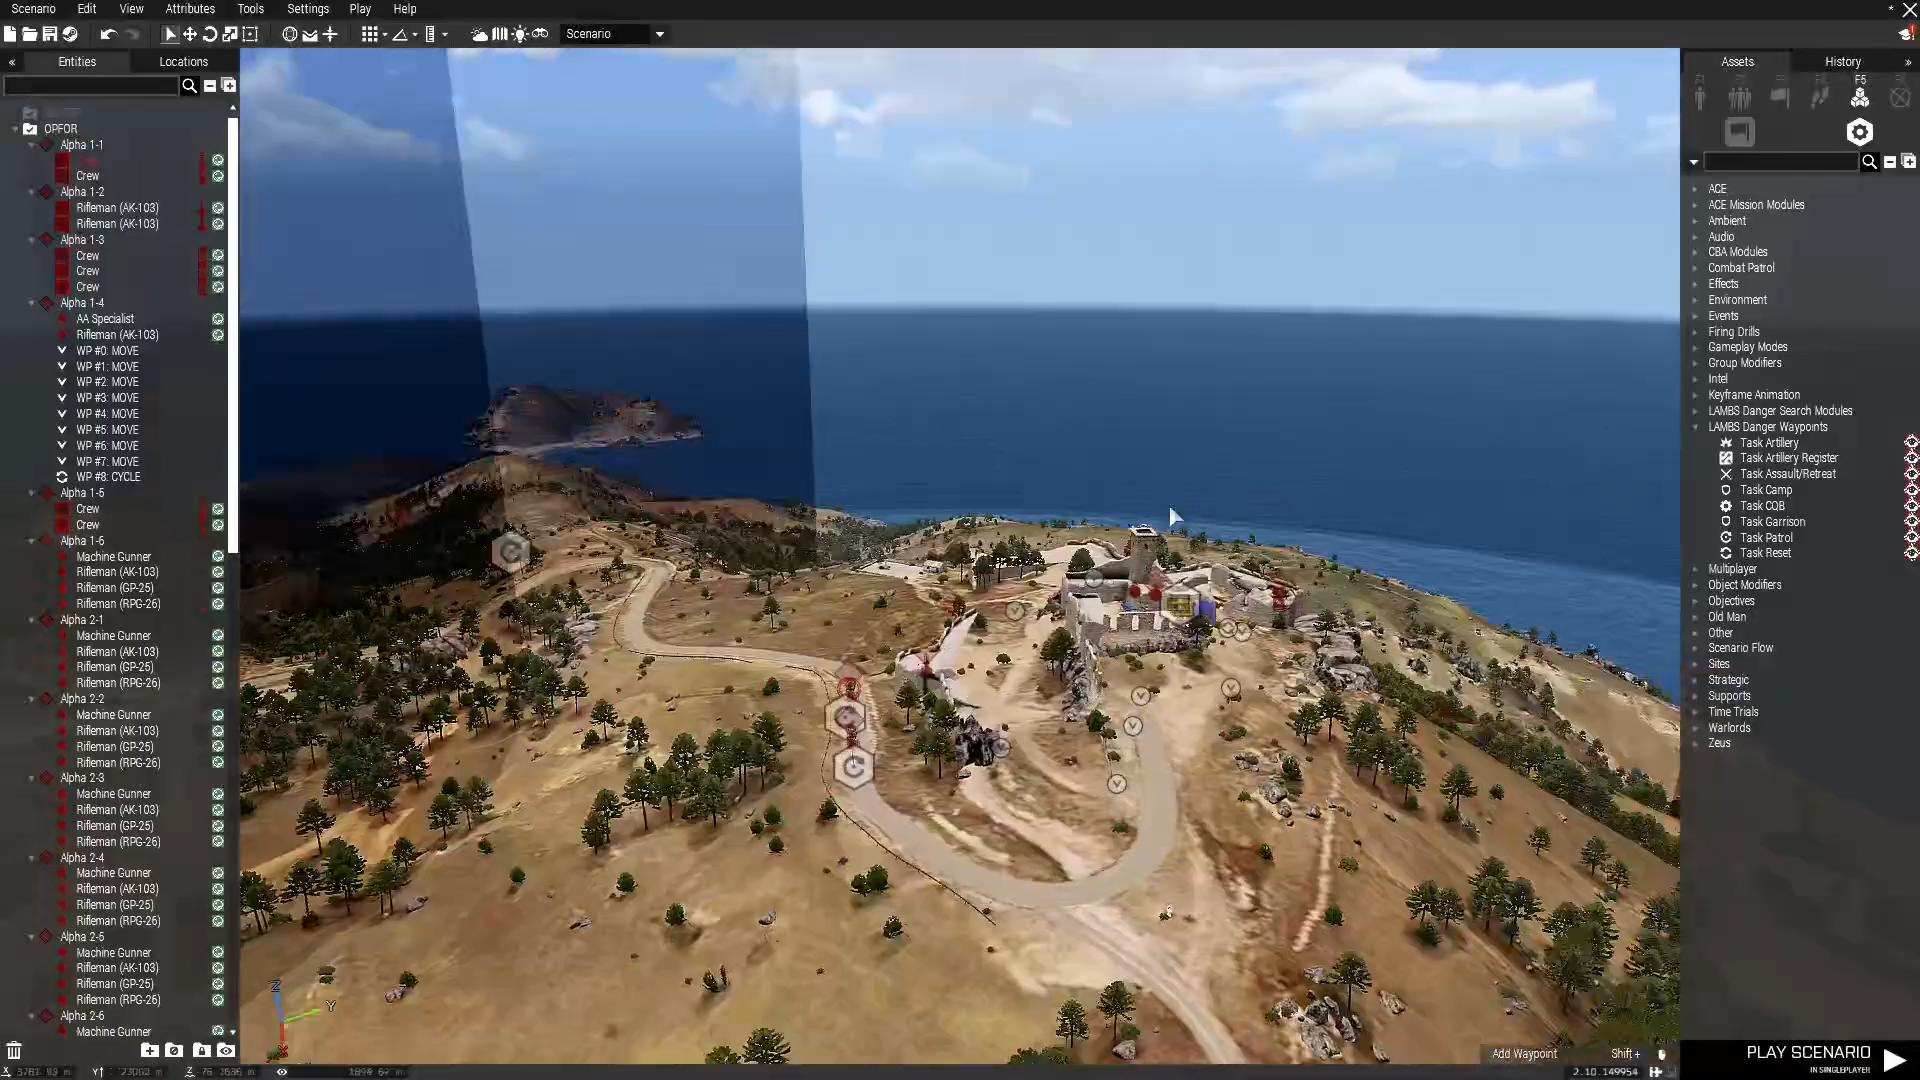 Scenario Edit View Attributes Tools Settings Play Help
Scenario
Entities Locations
Assets History
F5
OPFOR
Alpha 1-1
Crew
Alpha 1-2
Rifleman (AK-103)
Rifleman (AK-103)
Alpha 1-3
Crew
Crew
Crew
Alpha 1-4
AA Specialist
Rifleman (AK-103)
WP #0: MOVE
WP #1: MOVE
WP #2: MOVE
WP #3: MOVE
WP #4: MOVE
WP #5: MOVE
WP #6: MOVE
WP #7: MOVE
WP #8: CYCLE
Alpha 1-5
Crew
Crew
Alpha 1-6
Machine Gunner
Rifleman (AK-103)
Rifleman (GP-25)
Rifleman (RPG-26)
Alpha 2-1
Machine Gunner
Rifleman (AK-103)
Rifleman (GP-25)
Rifleman (RPG-26)
Alpha 2-2
Machine Gunner
Rifleman (AK-103)
Rifleman (GP-25)
Rifleman (RPG-26)
Alpha 2-3
Machine Gunner
Rifleman (AK-103)
Rifleman (GP-25)
Rifleman (RPG-26)
Alpha 2-4
Machine Gunner
Rifleman (AK-103)
Rifleman (GP-25)
Rifleman (RPG-26)
Alpha 2-5
Machine Gunner
Rifleman (AK-103)
Rifleman (GP-25)
Rifleman (RPG-26)
Alpha 2-6
Machine Gunner
ACE
ACE Mission Modules
Ambient
Audio
CBA Modules
Combat Patrol
Effects
Environment
Events
Firing Drills
Gameplay Modes
Group Modifiers
Intel
Keyframe Animation
LAMBS Danger Search Modules
LAMBS Danger Waypoints
Task Artillery
Task Artillery Register
Task Assault/Retreat
Task Camp
Task CQB
Task Garrison
Task Patrol
Task Reset
Multiplayer
Object Modifiers
Objectives
Old Man
Other
Scenario Flow
Sites
Strategic
Supports
Time Trials
Warlords
Zeus
Z
Y
X
Add Waypoint Shift+
PLAY SCENARIO
IN SINGLEPLAYER
2.10.149954